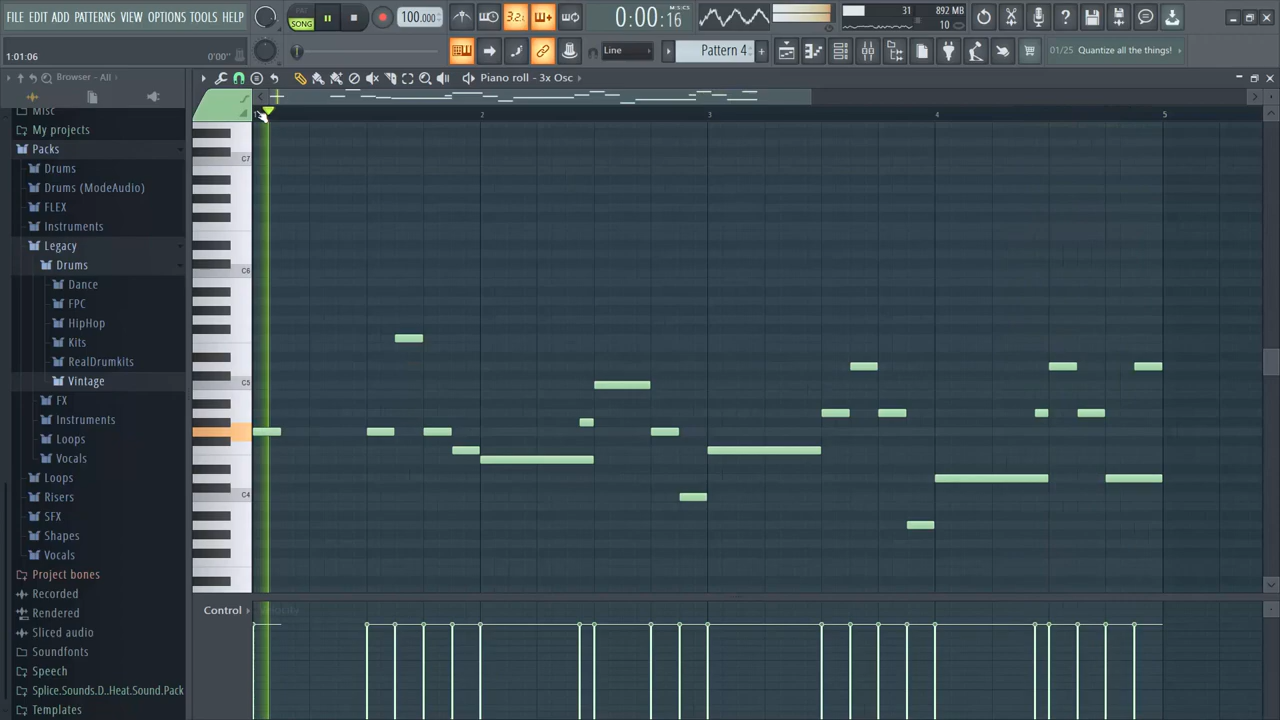 FILE EDIT PATTERNS VIEW OPTIONS TOOLS HELP
PAT
SONG
100.000
3.2.
0:00:16
M:S:CS
31
892 MB
10
1:01:06
0'00"
Line
Pattern 4
01/25 Quantize all the things!
Browser - All
Piano roll - 3x Osc
2
3
4
5
Misc
My projects
Packs
Drums
Drums (ModeAudio)
FLEX
Instruments
Legacy
Drums
Dance
FPC
HipHop
Kits
RealDrumkits
Vintage
FX
Instruments
Loops
Vocals
Loops
Risers
SFX
Shapes
Vocals
Project bones
Recorded
Rendered
Sliced audio
Soundfonts
Speech
Splice.Sounds.D..Heat.Sound.Pack
Templates
C7
C6
C5
C4
Control
Velocity